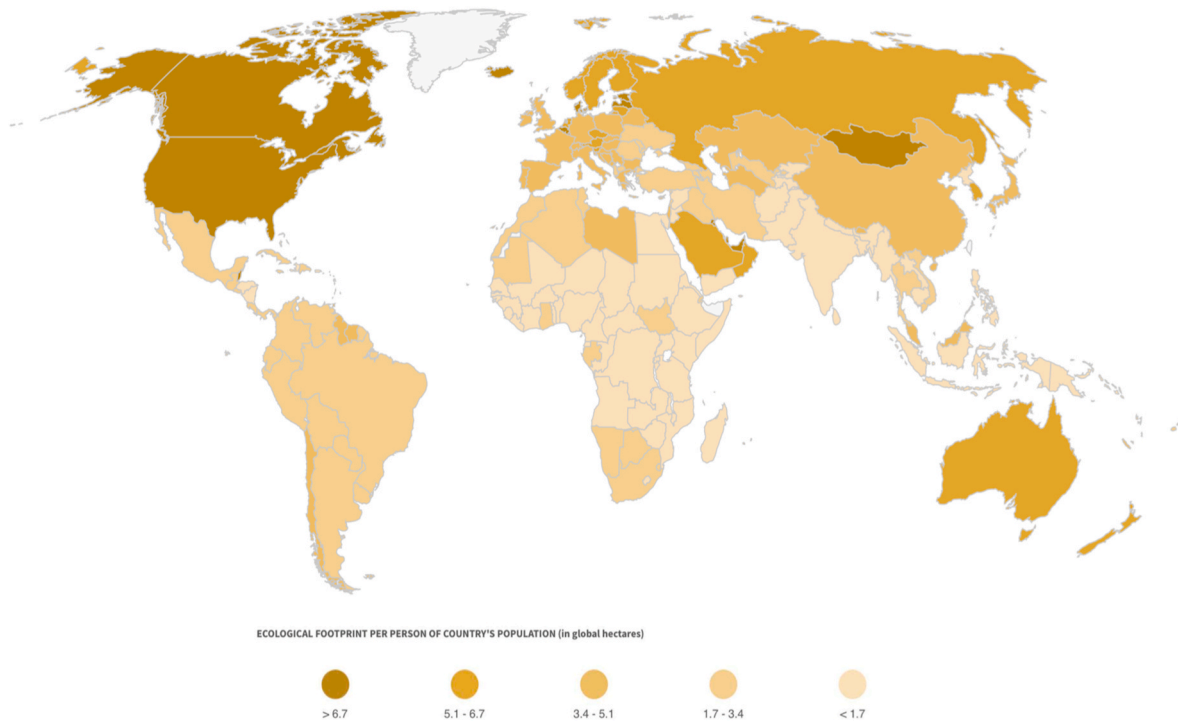 ECOLOGICAL FOOTPRINT PER PERSON OF COUNTRY'S POPULATION (in global hectares)
> 6.7
5.1 - 6.7
3.4 - 5.1
1.7 - 3.4
< 1.7